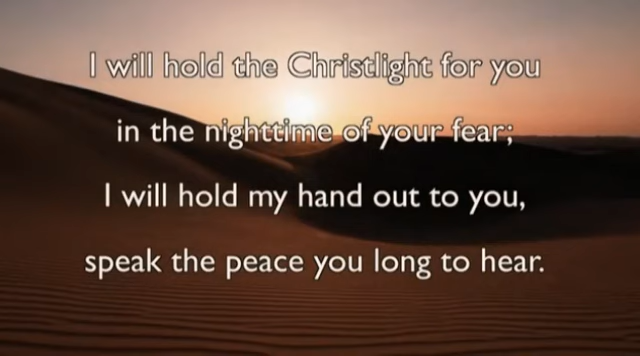 I will hold the Christlight for you
in the nighttime of your fear;
I will hold my hand out to you,
speak the peace you long to hear.